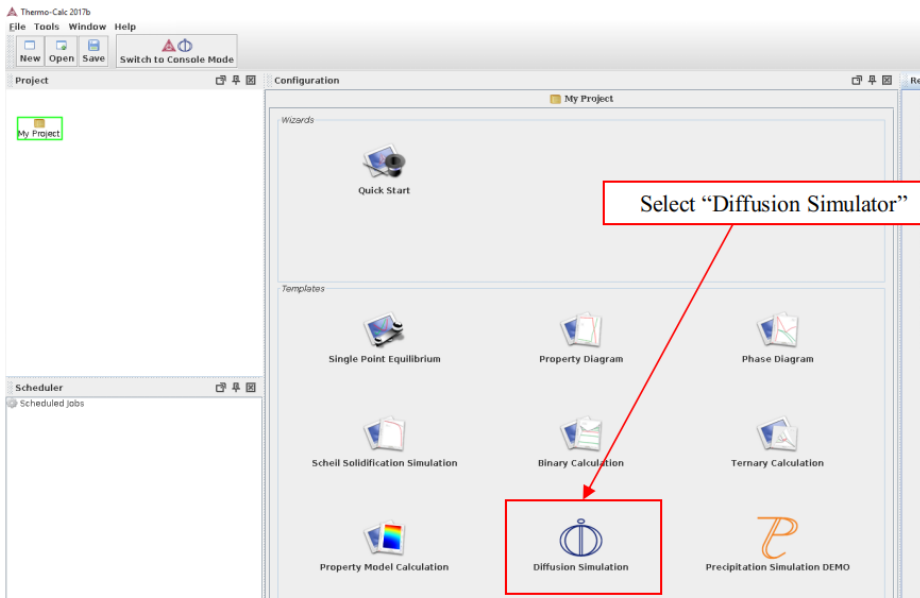 Thermo-Calc 2017b
File Tools Window Help
New Open Save Switch to Console Mode
Project
My Project
Scheduler
Scheduled Jobs
Configuration
My Project
Wizards
Quick Start
Select “Diffusion Simulator”
Templates
Single Point Equilibrium Property Diagram Phase Diagram
Scheil Solidification Simulation Binary Calculation Ternary Calculation
Property Model Calculation Diffusion Simulation Precipitation Simulation DEMO
Re